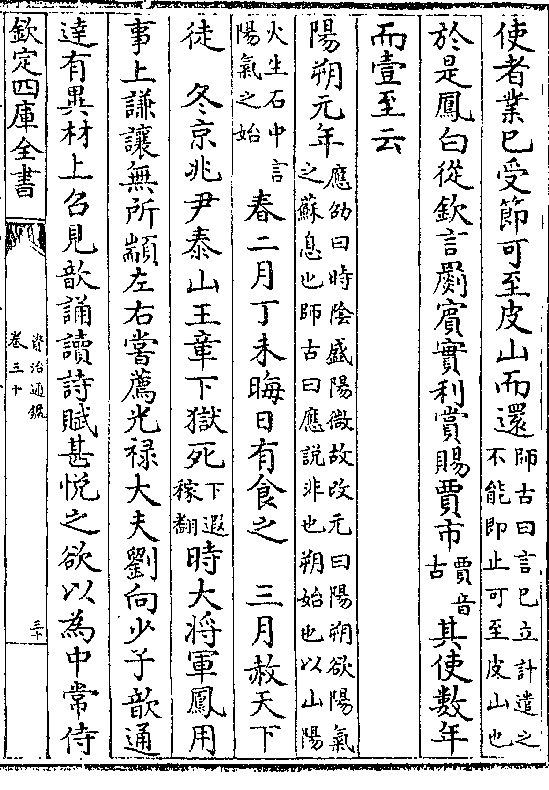 使者業已受節可至皮山而還師古曰言已立計遣之不能即止可至皮山也
於是鳳白從欽言罽賓實利賞賜賈市賈音古其使數年
而壹至云
陽朔元年應劭曰時陰盛陽微故改元曰陽朔欲陽氣之蘇息也師古曰應說非也朔始也以山陽
火生石中言陽氣之始春二月丁未晦日有食之　三月赦天下
徒　冬京兆尹泰山王章下獄死下遐稼翻時大將軍鳳用
事上謙讓無所顓左右嘗薦光祿大夫劉向少子歆通
達有異材上召見歆誦讀詩賦甚悅之欲以為中常侍
欽定四庫全書
資治通鑑
卷三十
三十